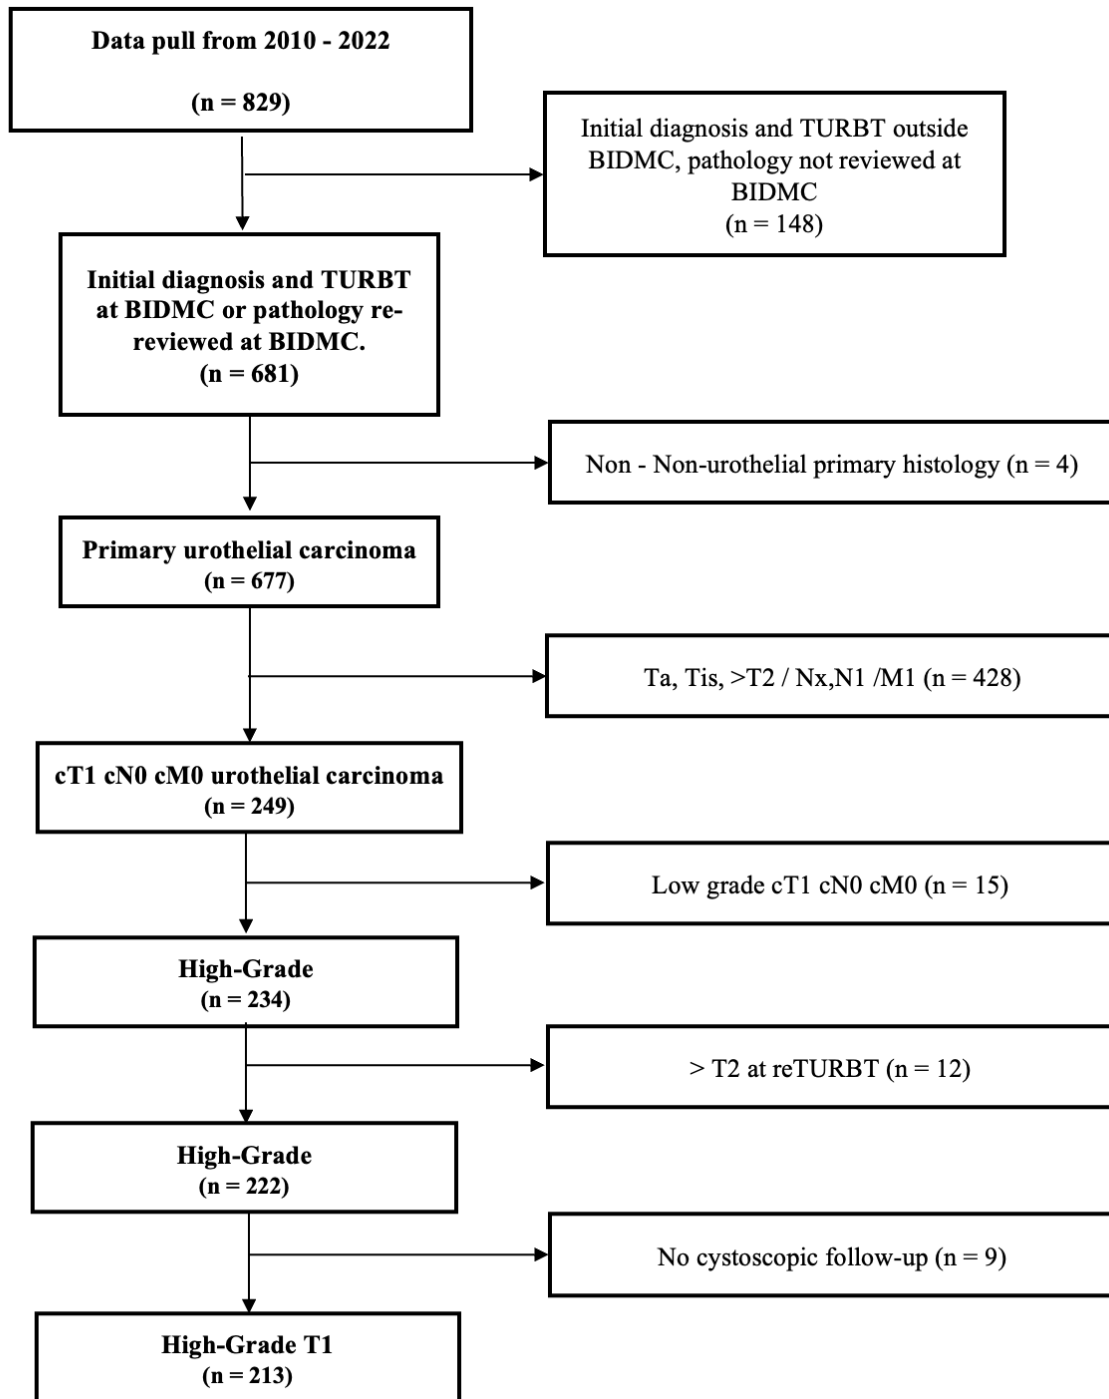 Data pull from 2010 - 2022
(n = 829)
Initial diagnosis and TURBT outside
BIDMC, pathology not reviewed at
BIDMC
(n = 148)
Initial diagnosis and TURBT
at BIDMC or pathology re-
reviewed at BIDMC.
(n = 681)
Non - Non-urothelial primary histology (n = 4)
Primary urothelial carcinoma
(n = 677)
Ta, Tis, >T2 / Nx,N1 /M1 (n = 428)
cT1 cN0 cM0 urothelial carcinoma
(n = 249)
Low grade cT1 cN0 cM0 (n = 15)
High-Grade
(n = 234)
> T2 at reTURBT (n = 12)
High-Grade
(n = 222)
No cystoscopic follow-up (n = 9)
High-Grade T1
(n = 213)